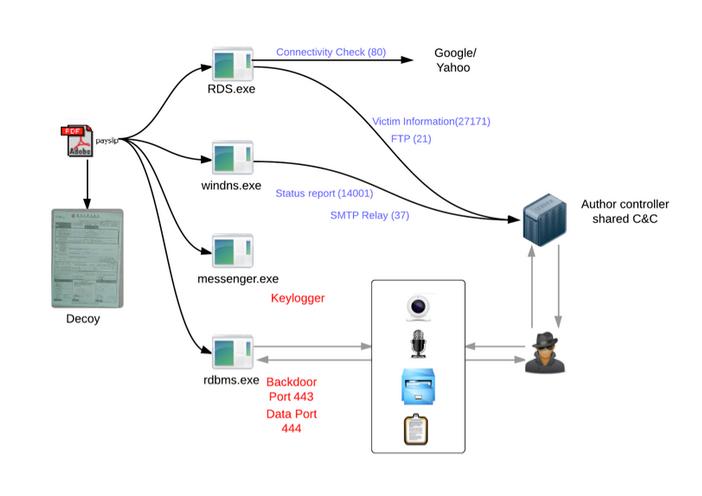 Connectivity Check (80)
Google/
Yahoo
RDS.exe
Victim Information(27171)
FTP (21)
PDF
Adobe
payslip
windns.exe
Status report (14001)
SMTP Relay (37)
Author controller
shared C&C
messenger.exe
Keylogger
Decoy
rdbms.exe
Backdoor
Port 443
Data Port
444